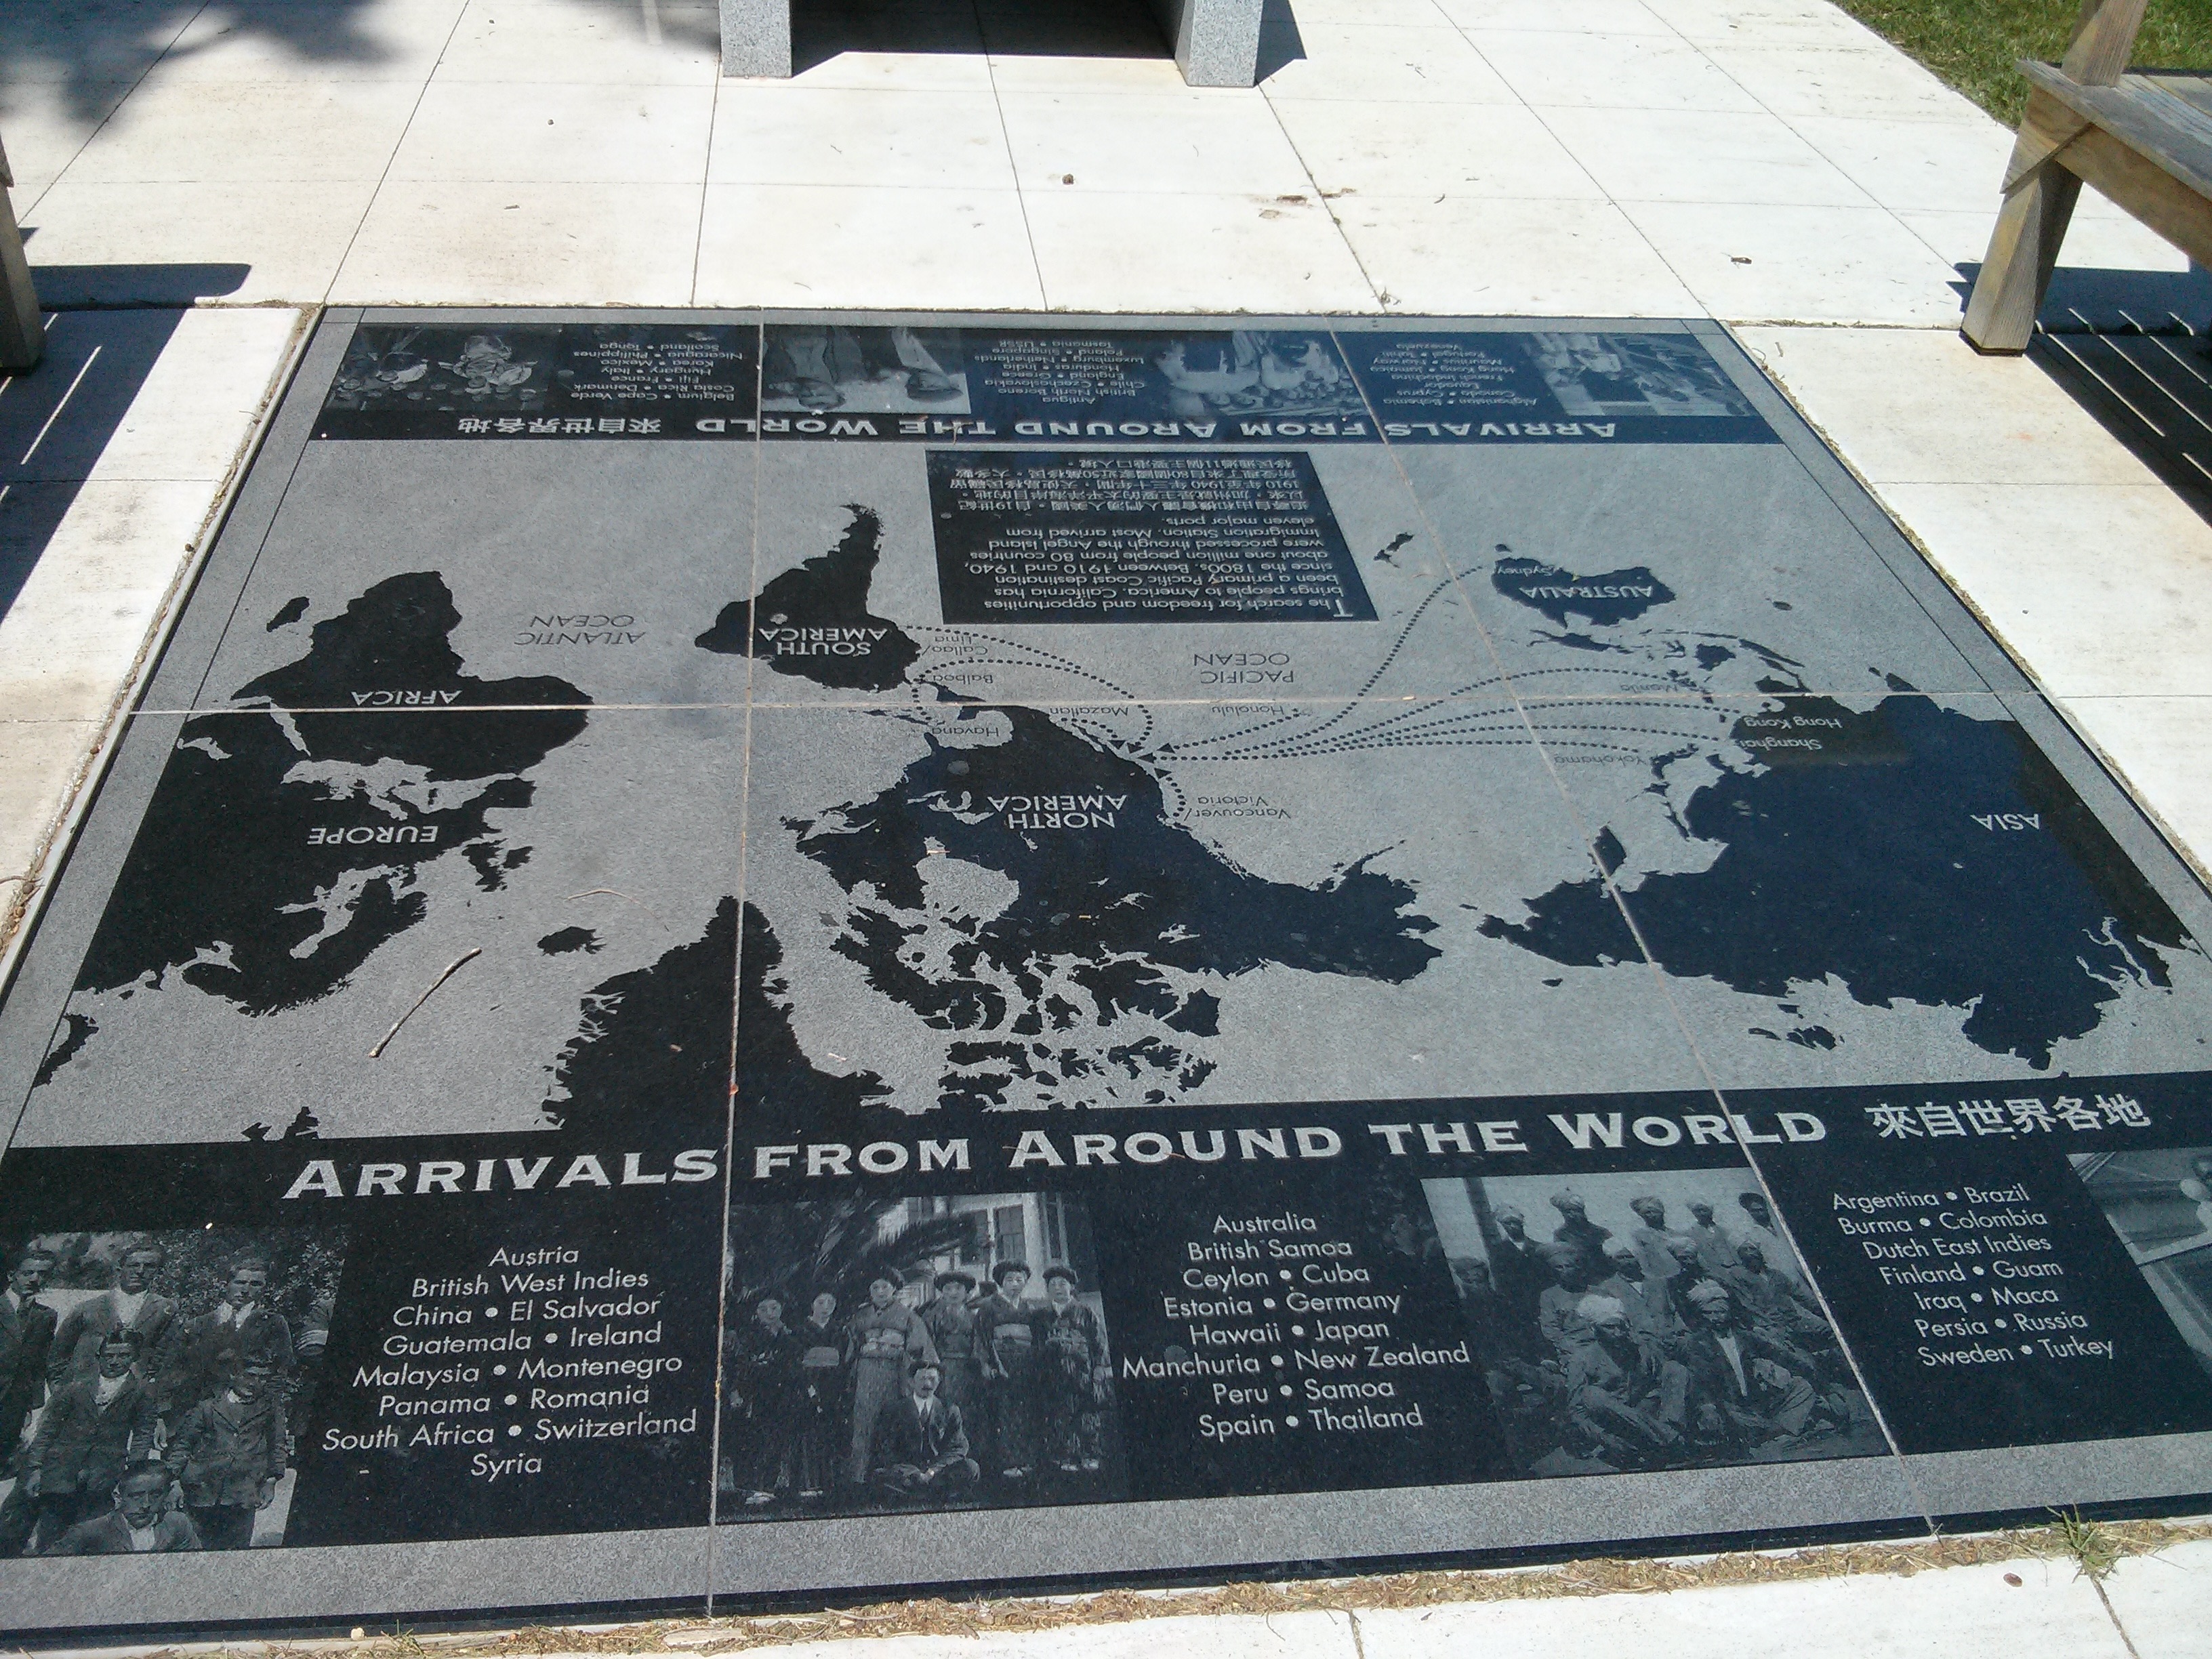 ARRIVALS FROM AROUND THE WORLD 來自世界各地
Austria
British West Indies
China • El Salvador
Guatemala • Ireland
Malaysia • Montenegro
Panama • Romania
South Africa • Switzerland
Syria
Australia
British Samoa
Ceylon • Cuba
Estonia • Germany
Hawaii • Japan
Manchuria • New Zealand
Peru • Samoa
Spain • Thailand
Argentina • Brazil
Burma • Colombia
Dutch East Indies
Finland • Guam
Iraq • Maca
Persia • Russia
Sweden • Turkey
ASIA
NORTH
AMERICA
EUROPE
Vancouver/
Victoria
Yokohama
Shanghai
Hong Kong
Manila
Honolulu
Mazatlan
Havana
AFRICA
PACIFIC
OCEAN
Balboa
Callao/
Lima
SOUTH
AMERICA
ATLANTIC
OCEAN
AUSTRALIA
Sydney
The search for freedom and opportunities
brings people to America. California has
been a primary Pacific Coast destination
since the 1800s. Between 1910 and 1940,
about one million people from 80 countries
were processed through the Angel Island
Immigration Station. Most arrived from
eleven major ports.
ARRIVALS FROM AROUND THE WORLD 來自世界各地
Afghanistan • Bohemia
Canada • Cyprus
Ecuador
French Indochina
Hong Kong • Jamaica
Mauritius • Norway
Portugal • Tahiti
Venezuela
Antigua
British North Borneo
Chile • Czechoslovakia
England • Greece
Honduras • India
Luxemburg • Netherlands
Poland • Singapore
Tasmania • USSR
Belgium • Cape Verde
Costa Rica • Denmark
Fiji • France
Hungary • Italy
Korea • Mexico
Nicaragua • Philippines
Scotland • Tonga